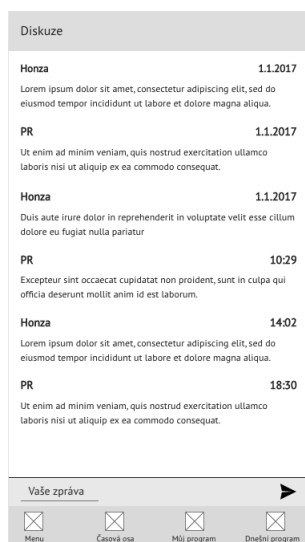 Diskuze
Honza 1.1.2017
Lorem ipsum dolor sit amet, consectetur adipiscing elit, sed do
eiusmod tempor incididunt ut labore et dolore magna aliqua.
PR 1.1.2017
Ut enim ad minim veniam, quis nostrud exercitation ullamco
laboris nisi ut aliquip ex ea commodo consequat.
Honza 1.1.2017
Duis aute irure dolor in reprehenderit in voluptate velit esse cillum
dolore eu fugiat nulla pariatur
PR 10:29
Excepteur sint occaecat cupidatat non proident, sunt in culpa qui
officia deserunt mollit anim id est laborum.
Honza 14:02
Lorem ipsum dolor sit amet, consectetur adipiscing elit, sed do
eiusmod tempor incididunt ut labore et dolore magna aliqua.
PR 18:30
Ut enim ad minim veniam, quis nostrud exercitation ullamco
laboris nisi ut aliquip ex ea commodo consequat.
Vaše zpráva
Menu Časová osa Můj program Dnešní program